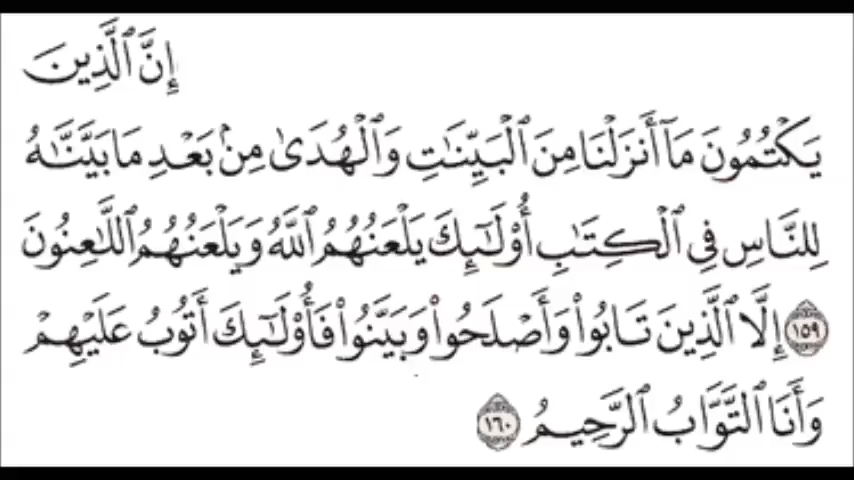 إِنَّ ٱلَّذِينَ
يَكْتُمُونَ مَآ أَنزَلْنَا مِنَ ٱلْبَيِّنَٰتِ وَٱلْهُدَىٰ مِنۢ بَعْدِ مَا بَيَّنَّٰهُ
لِلنَّاسِ فِي ٱلْكِتَٰبِ أُو۟لَٰٓئِكَ يَلْعَنُهُمُ ٱللَّهُ وَيَلْعَنُهُمُ ٱللَّٰعِنُونَ
١٥٩ إِلَّا ٱلَّذِينَ تَابُوا۟ وَأَصْلَحُوا۟ وَبَيَّنُوا۟ فَأُو۟لَٰٓئِكَ أَتُوبُ عَلَيْهِمْ
وَأَنَا ٱلتَّوَّابُ ٱلرَّحِيمُ ١٦٠